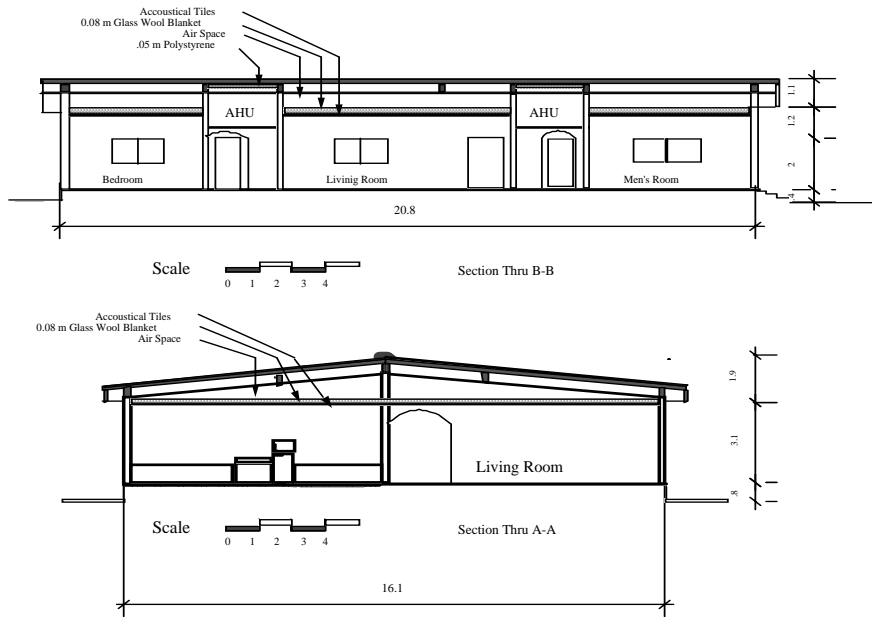 Accoustical Tiles
0.08 m Glass Wool Blanket
Air Space
.05 m Polystyrene
AHU
AHU
Bedroom
Livinig Room
Men's Room
1.1
1.2
2
.4
20.8
Scale
0 1 2 3 4
Section Thru B-B
Accoustical Tiles
0.08 m Glass Wool Blanket
Air Space
Living Room
1.9
3.1
.8
Scale
0 1 2 3 4
Section Thru A-A
16.1